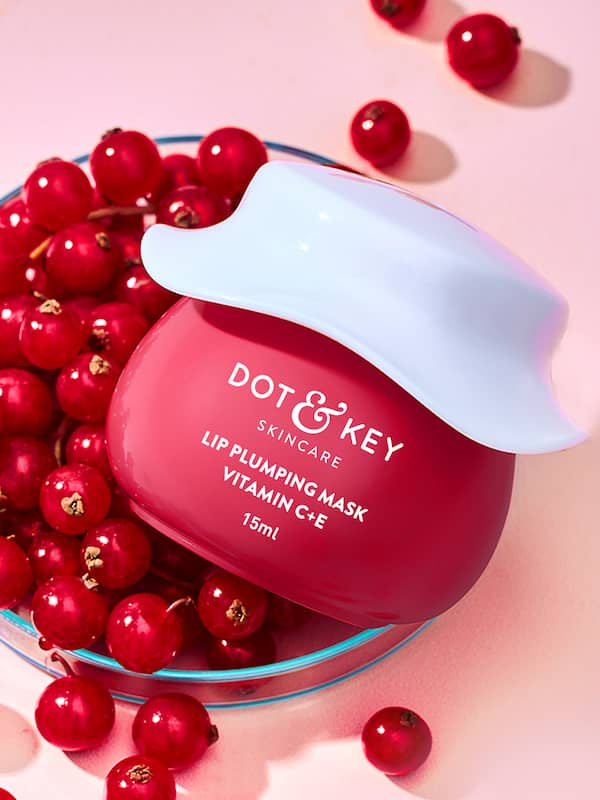 DOT & KEY
SKINCARE
LIP PLUMPING MASK
VITAMIN C+E
15ml